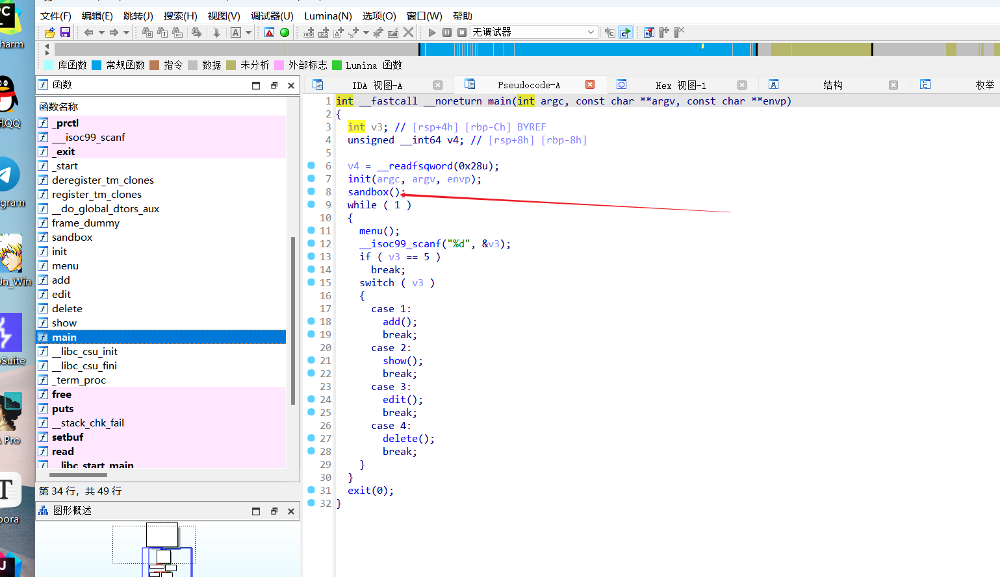 文件(F) 编辑(E) 跳转(J) 搜索(H) 视图(V) 调试器(U) Lumina(N) 选项(O) 窗口(W) 帮助
无调试器
库函数 常规函数 指令 数据 未分析 外部标志 Lumina 函数
函数
IDA 视图-A Pseudocode-A Hex 视图-1 结构 枚举
函数名称
_prctl
___isoc99_scanf
_exit
_start
deregister_tm_clones
register_tm_clones
__do_global_dtors_aux
frame_dummy
sandbox
init
menu
add
edit
delete
show
main
__libc_csu_init
__libc_csu_fini
_term_proc
free
puts
__stack_chk_fail
setbuf
read
__libc_start_main
第 34 行, 共 49 行
图形概述
1 int __fastcall __noreturn main(int argc, const char **argv, const char **envp)
2 {
3 int v3; // [rsp+4h] [rbp-Ch] BYREF
4 unsigned __int64 v4; // [rsp+8h] [rbp-8h]
5
6 v4 = __readfsqword(0x28u);
7 init(argc, argv, envp);
8 sandbox();
9 while ( 1 )
10 {
11 menu();
12 __isoc99_scanf("%d", &v3);
13 if ( v3 == 5 )
14 break;
15 switch ( v3 )
16 {
17 case 1:
18 add();
19 break;
20 case 2:
21 show();
22 break;
23 case 3:
24 edit();
25 break;
26 case 4:
27 delete();
28 break;
29 }
30 }
31 exit(0);
32 }
harm
QQ
gram
0n_Win
Suite
Pro
pora